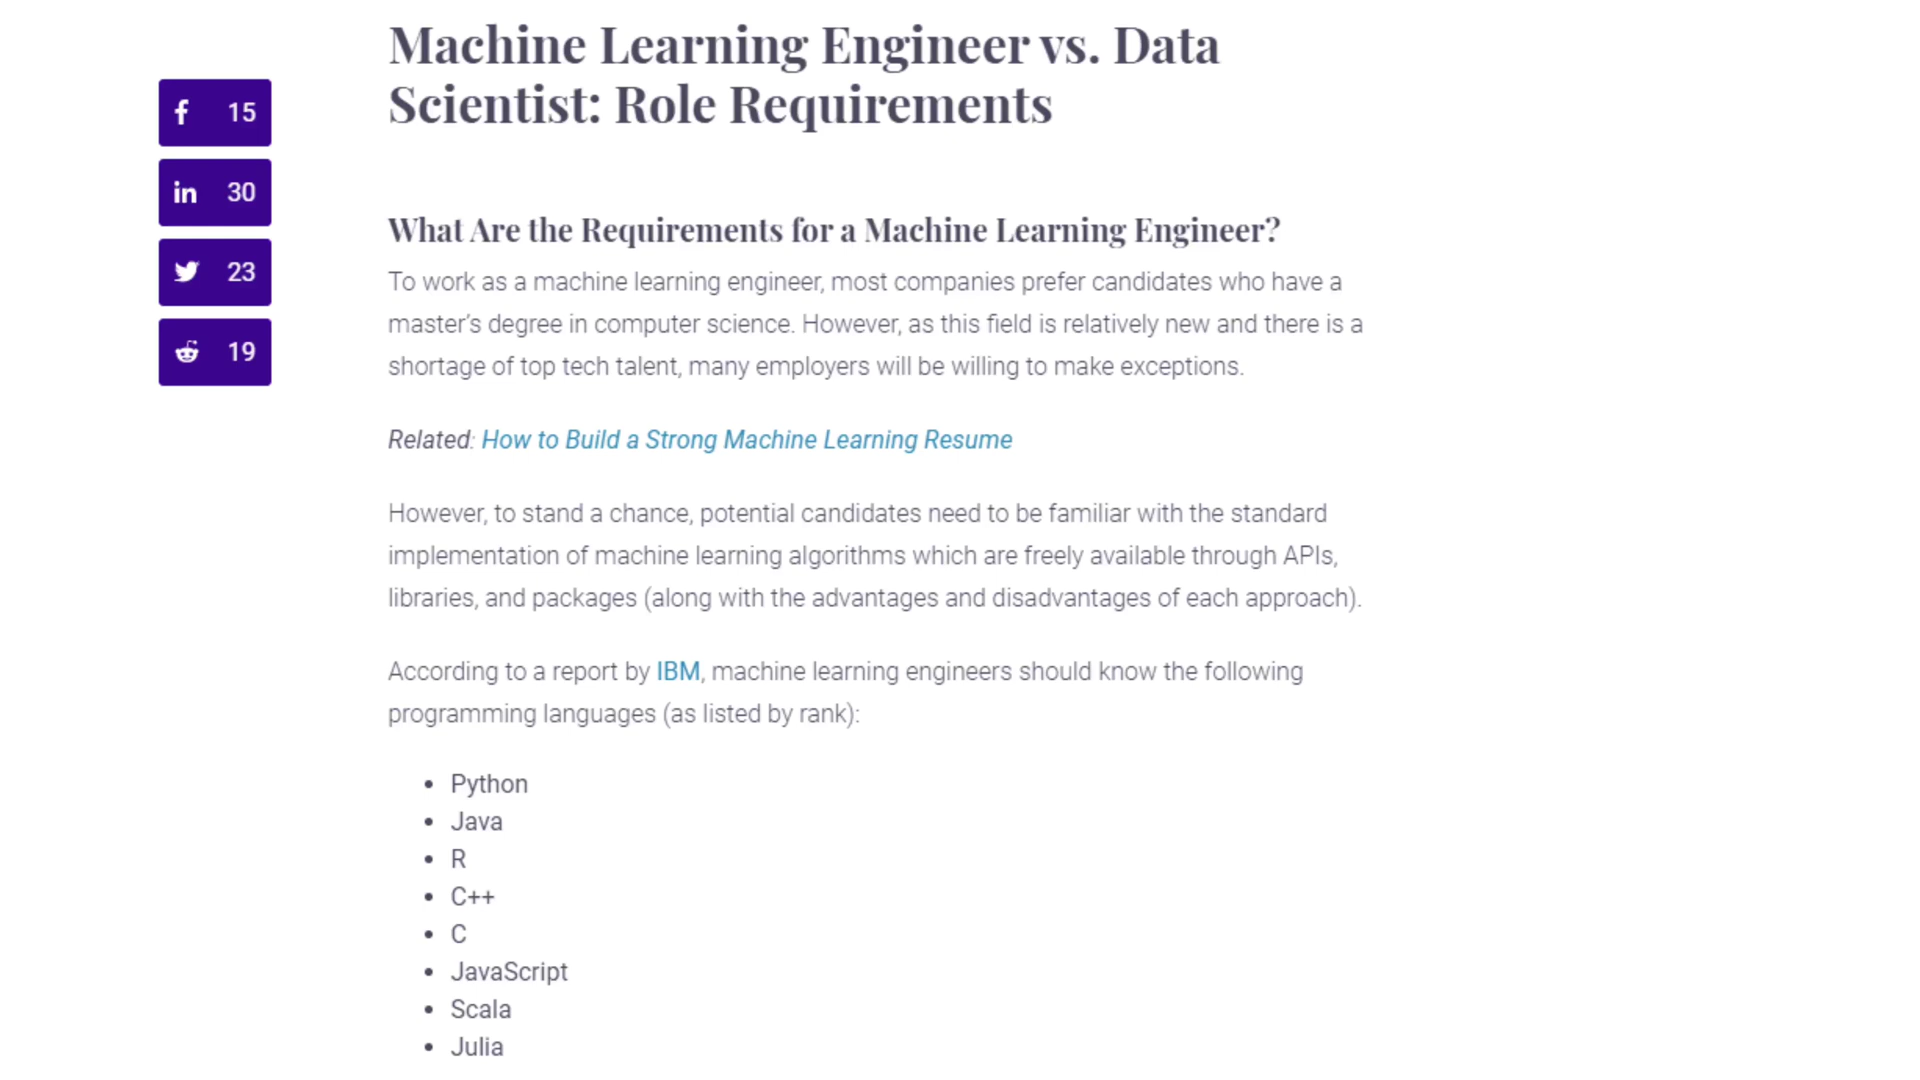 Machine Learning Engineer vs. Data
Scientist: Role Requirements
15
in 30
23
19
What Are the Requirements for a Machine Learning Engineer?
To work as a machine learning engineer, most companies prefer candidates who have a
master’s degree in computer science. However, as this field is relatively new and there is a
shortage of top tech talent, many employers will be willing to make exceptions.
Related: How to Build a Strong Machine Learning Resume
However, to stand a chance, potential candidates need to be familiar with the standard
implementation of machine learning algorithms which are freely available through APIs,
libraries, and packages (along with the advantages and disadvantages of each approach).
According to a report by IBM, machine learning engineers should know the following
programming languages (as listed by rank):
• Python
• Java
• R
• C++
• C
• JavaScript
• Scala
• Julia